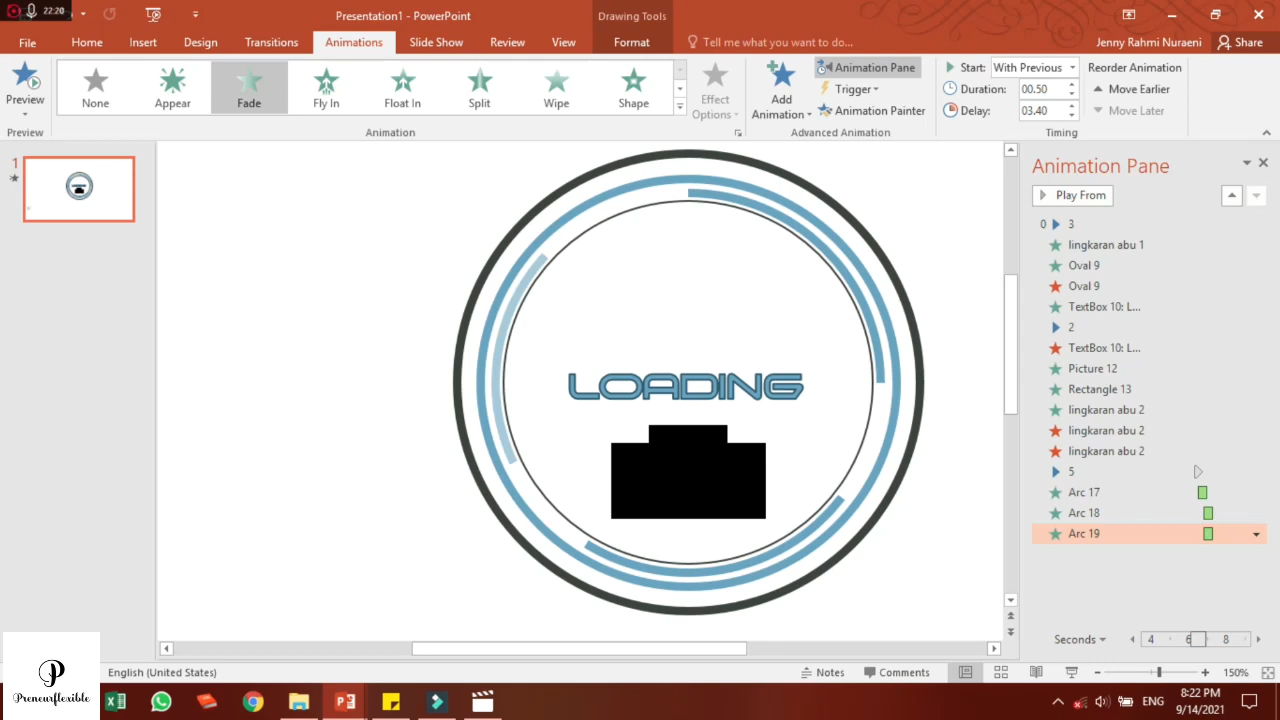 22:20
Presentation1 - PowerPoint
Drawing Tools
File
Home
Insert
Design
Transitions
Animations
Slide Show
Review
View
Format
Tell me what you want to do...
Jenny Rahmi Nuraeni
Share
Preview
None
Appear
Fade
Fly In
Float In
Split
Wipe
Shape
Effect
Options
Add
Animation
Animation Pane
Trigger
Animation Painter
Start:
With Previous
Duration:
00.50
Delay:
03.40
Reorder Animation
Move Earlier
Move Later
Preview
Animation
Advanced Animation
Timing
1
LOADING
Animation Pane
Play From
0
3
lingkaran abu 1
Oval 9
Oval 9
TextBox 10: L...
2
TextBox 10: L...
Picture 12
Rectangle 13
lingkaran abu 2
lingkaran abu 2
lingkaran abu 2
5
Arc 17
Arc 18
Arc 19
Seconds
4
6
8
English (United States)
Notes
Comments
150%
P
Preneurflexible
ENG
8:22 PM
9/14/2021